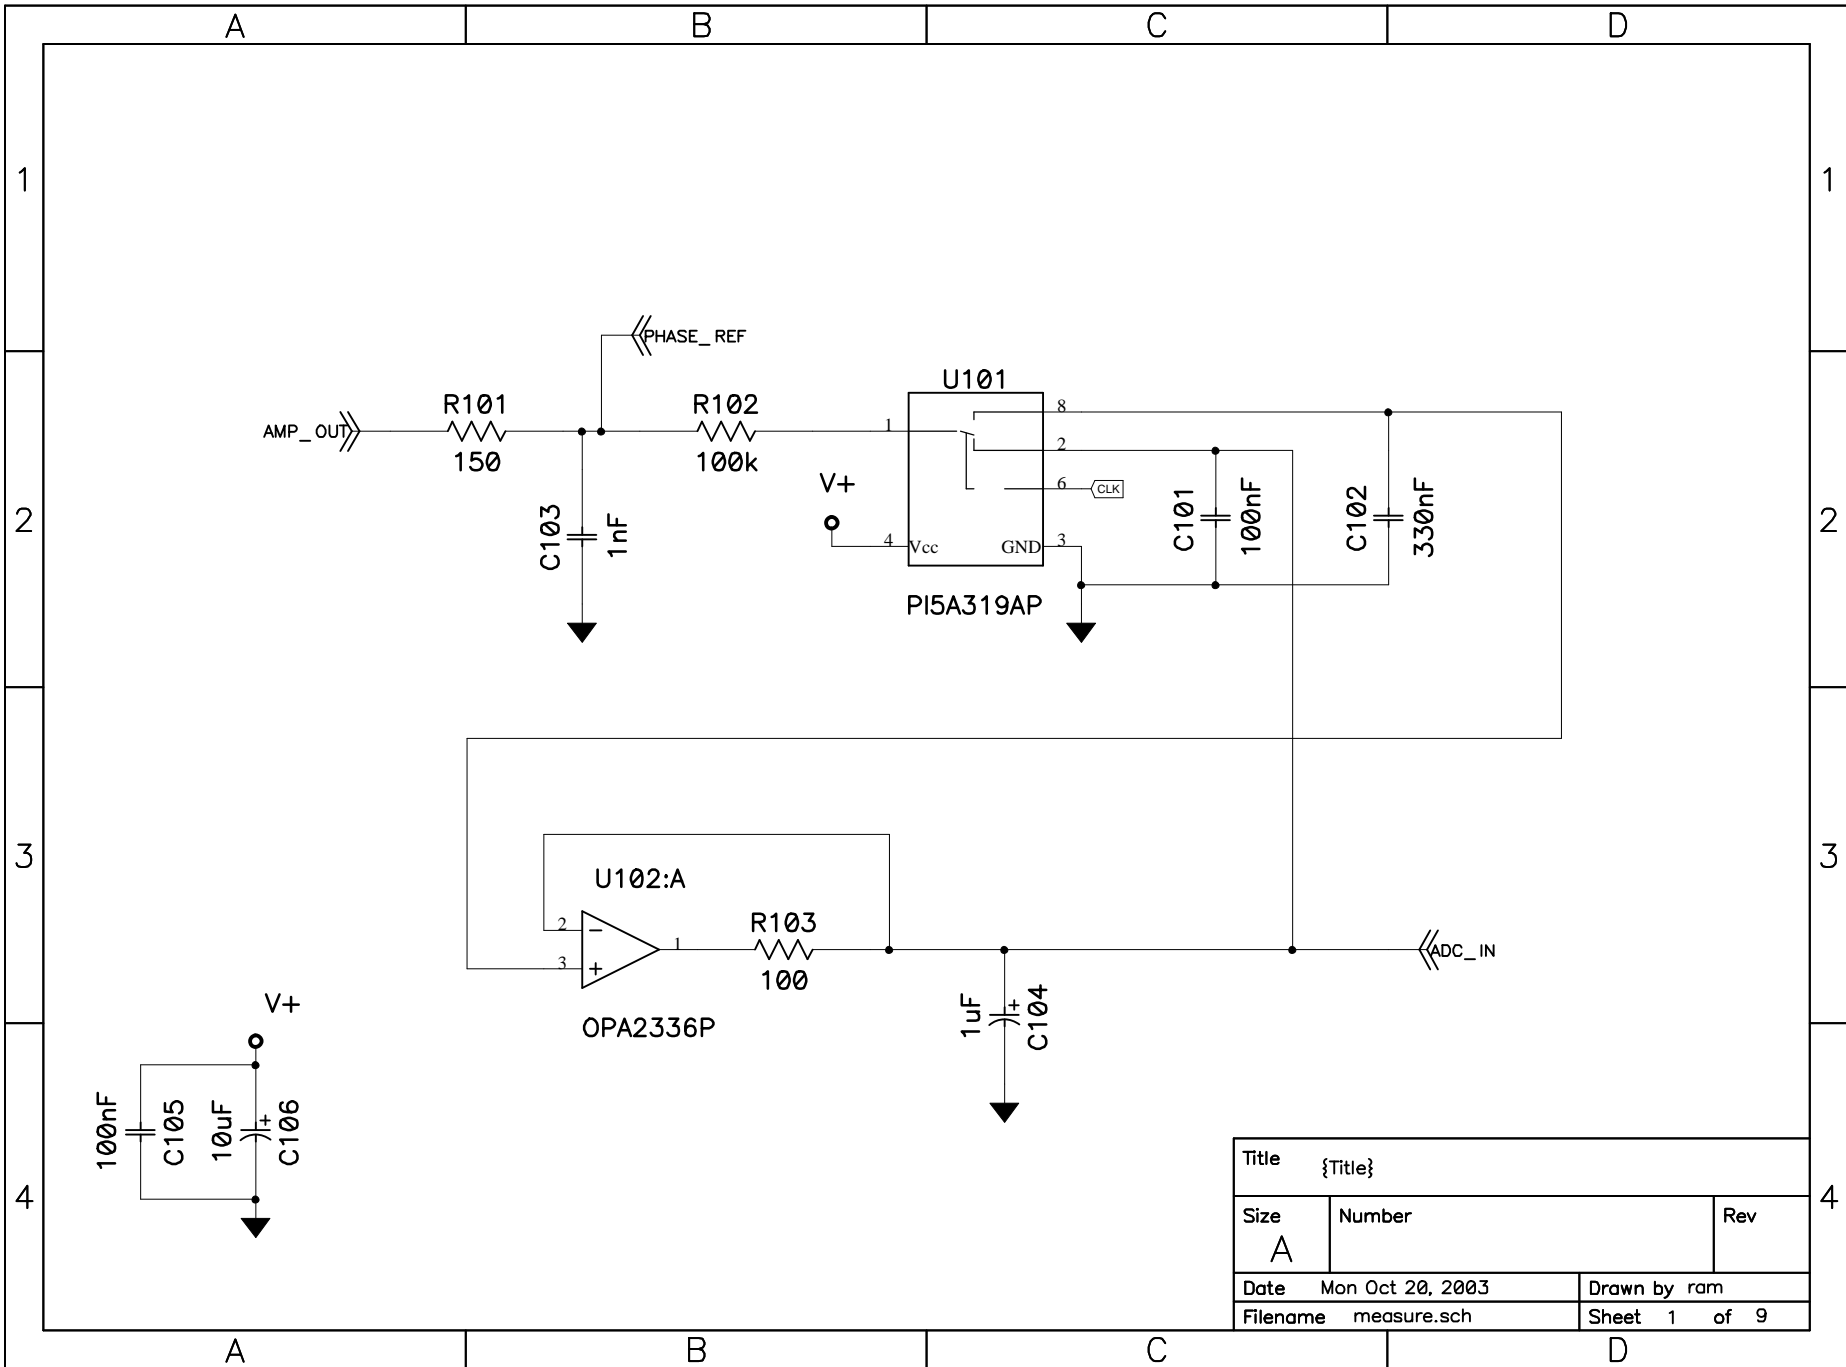 A B C D
1 1
PHASE_REF
U101
R101 R102
AMP_OUT
150 100k
1 8
2
V+
6 CLK
C103 1nF
C101 100nF
C102 330nF
2 2
4 Vcc GND 3
PI5A319AP
3 3
U102:A
2 − 1
3 +
R103
100
ADC_IN
OPA2336P
1uF + C104
V+
100nF C105
10uF + C106
4 4
Title {Title}
Size Number Rev
A
Date Mon Oct 20, 2003 Drawn by ram
Filename measure.sch Sheet 1 of 9
A B C D